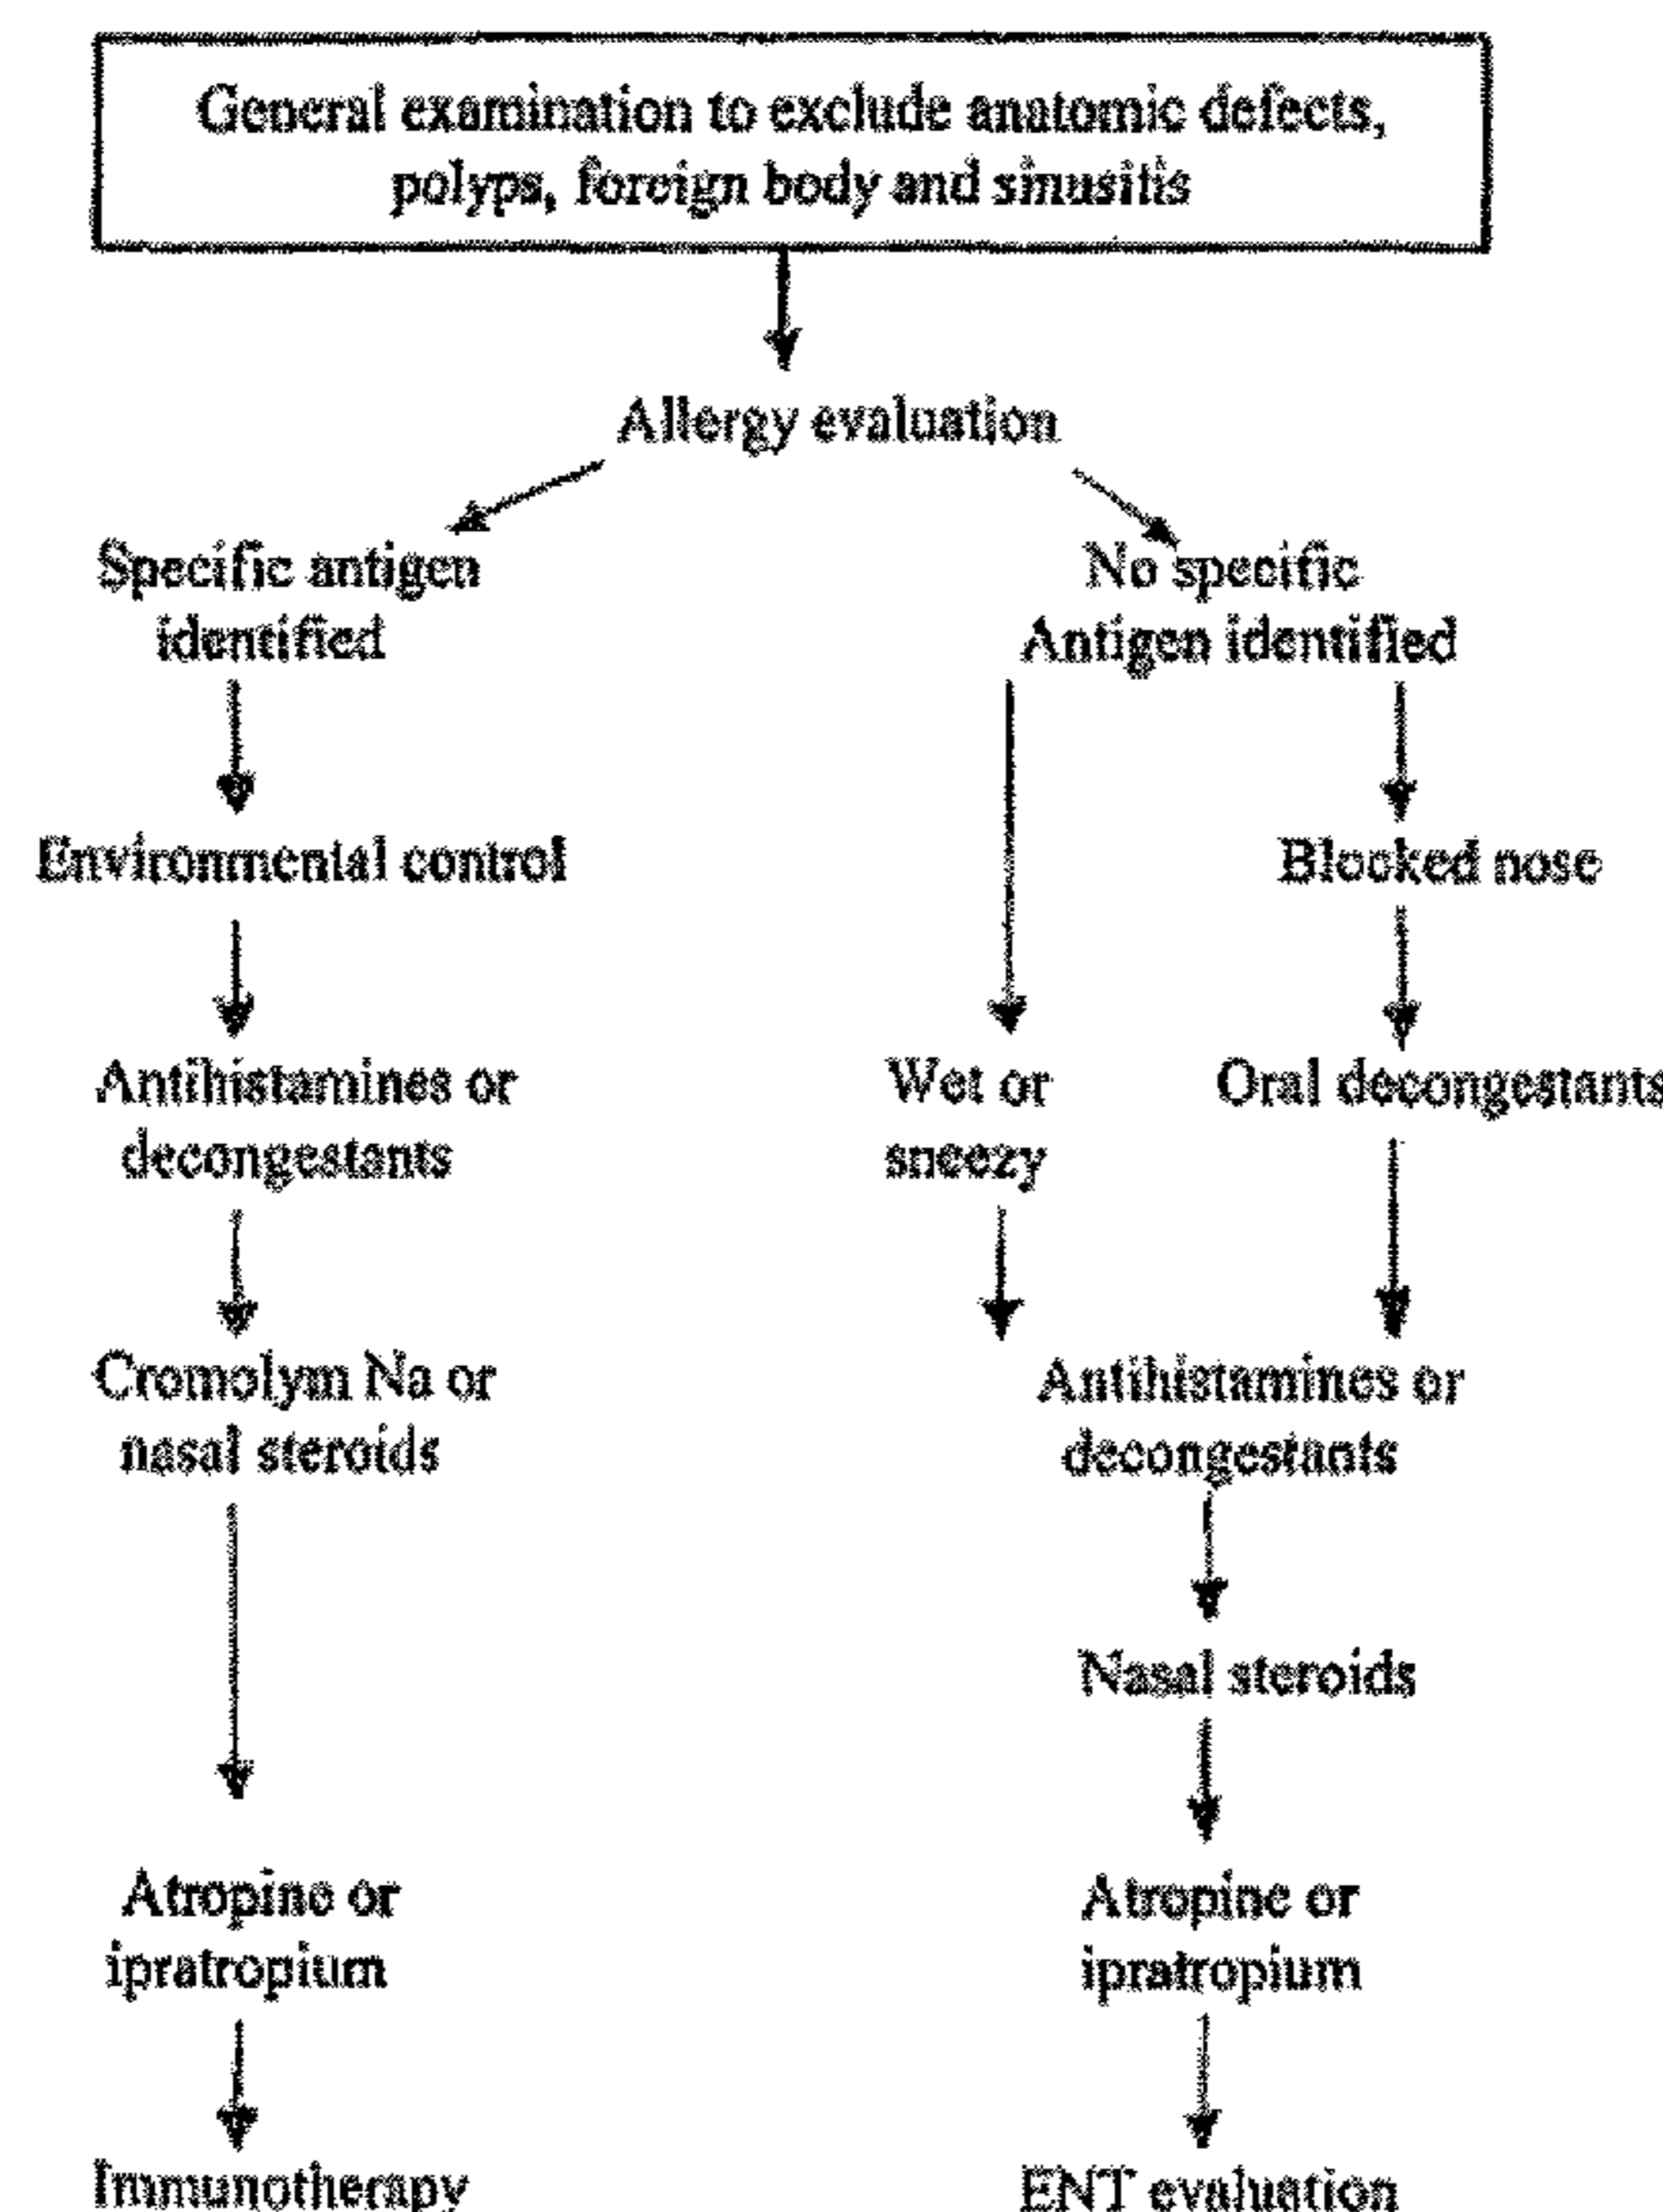 General examination to exclude anatomic defects,
polyps, foreign body and sinusitis
Allergy evaluation
Specific antigen
identified
No specific
Antigen identified
Environmental control
Blocked nose
Antihistamines or
decongestants
Wet or
sneezy
Oral decongestants
Cromolym Na or
nasal steroids
Antihistamines or
decongestants
Nasal steroids
Atropine or
ipratropium
Atropine or
ipratropium
Immunotherapy
ENT evaluation